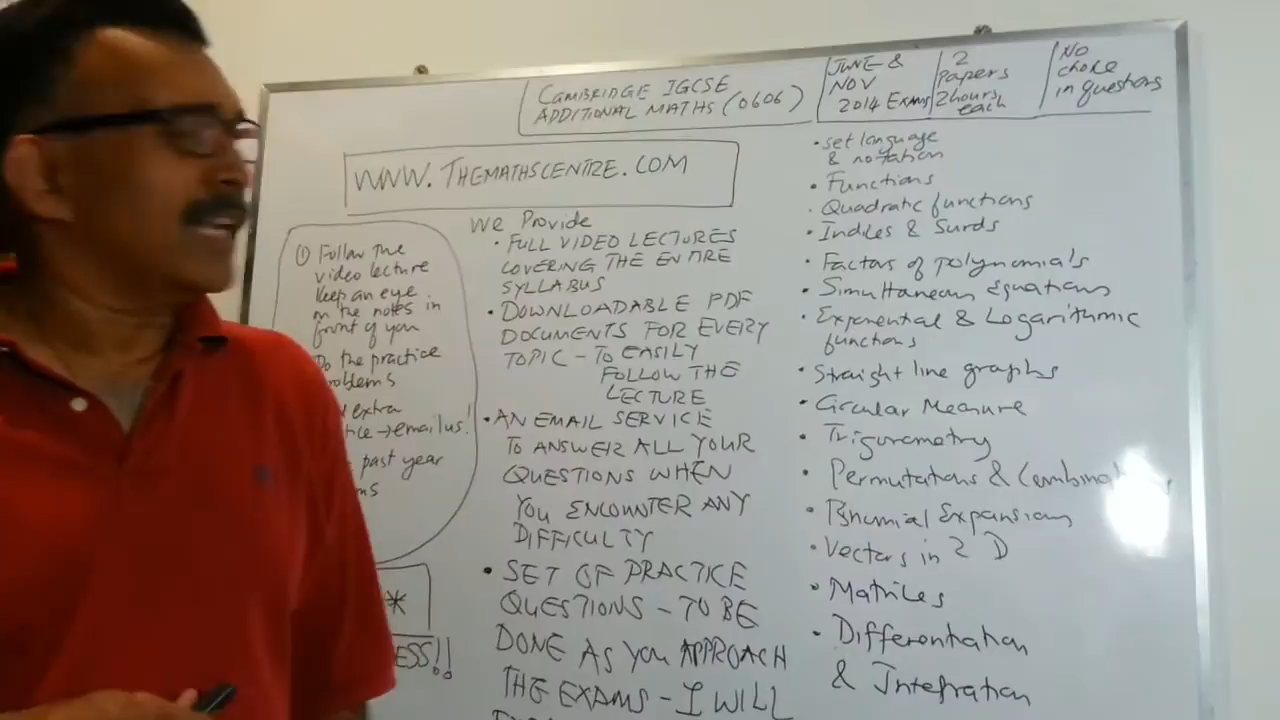 CAMBRIDGE IGCSE
ADDITIONAL MATHS (0606)
JUNE &
NOV
2014 EXAMS
2
Papers
2 hours
each
NO
choice
in questions
WWW.THEMATHSCENTRE.COM
① Follow the
video lecture
Keep an eye
on the notes in
front of you
the practice
extra
→ email us!
past year
ESS!!
We Provide
• FULL VIDEO LECTURES
COVERING THE ENTIRE
SYLLABUS
• DOWNLOADABLE PDF
DOCUMENTS FOR EVERY
TOPIC - TO EASILY
FOLLOW THE
LECTURE
• AN EMAIL SERVICE
TO ANSWER ALL YOUR
QUESTIONS WHEN
YOU ENCOUNTER ANY
DIFFICULTY
• SET OF PRACTICE
QUESTIONS - TO BE
DONE AS YOU APPROACH
THE EXAMS - I WILL
• set language
& notation
• Functions
• Quadratic functions
• Indices & Surds
• Factors of polynomials
• Simultaneous Equations
• Exponential & Logarithmic
functions
• Straight line graphs
• Circular Measure
• Trigonometry
• Permutations &
• Binomial Expansions
• Vectors in 2 D
• Matrices
• Differentiation
& Integration